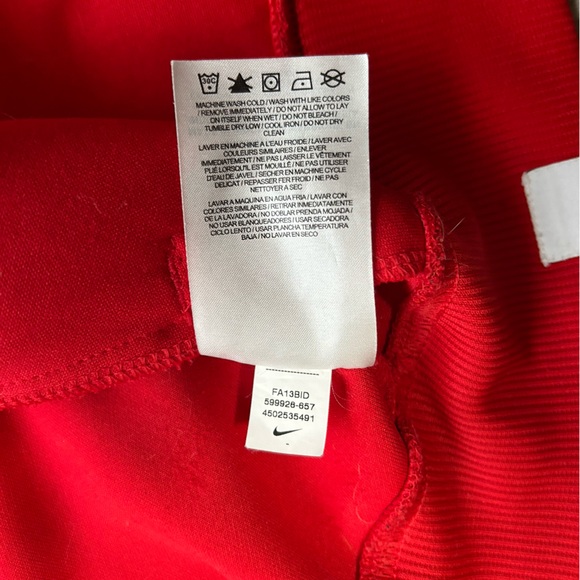 30C
MACHINE WASH COLD / WASH WITH LIKE COLORS
/ REMOVE IMMEDIATELY / DO NOT ALLOW TO LAY
ON ITSELF WHEN WET / DO NOT BLEACH /
TUMBLE DRY LOW / COOL IRON / DO NOT DRY
CLEAN
LAVER EN MACHINE A L'EAU FROIDE / LAVER AVEC
COULEURS SIMILAIRES / ENLEVER
IMMEDIATEMENT / NE PAS LAISSER LE VÊTEMENT
PLIÉ LORSQU'IL EST MOUILLÉ / NE PAS UTILISER
D'EAU DE JAVEL / SECHER EN MACHINE CYCLE
DELICAT / REPASSER FER FROID / NE PAS
NETTOYER A SEC
LAVAR A MAQUINA EN AGUA FRIA / LAVAR CON
COLORES SIMILARES / RETIRAR INMEDIATAMENTE
DE LA LAVADORA / NO DOBLAR PRENDA MOJADA /
NO USAR BLANQUEADORES / USAR SECADORA
CICLO LENTO / USAR PLANCHA TEMPERATURA
BAJA / NO LAVAR EN SECO
FA13BID
599928-657
4502535491